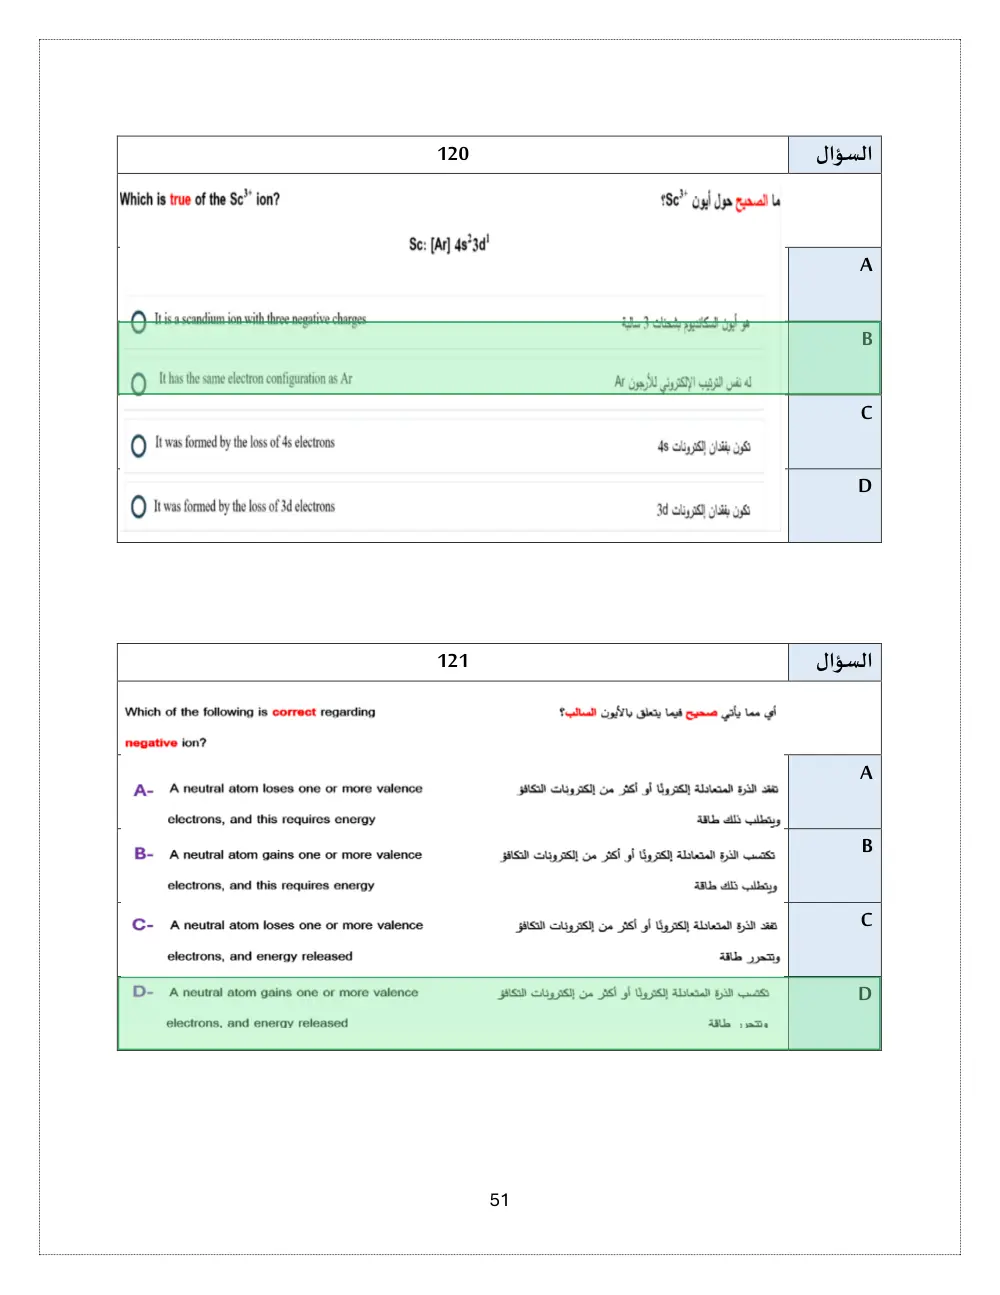 السؤال 120
Which is true of the Sc³⁺ ion? ما الصحيح حول أيون Sc³⁺؟
Sc: [Ar] 4s²3d¹
A
It is a scandium ion with three negative charges هو أيون السكانديوم بشحنات 3 سالبة
B
It has the same electron configuration as Ar له نفس الترتيب الإلكتروني للأرجون Ar
C
It was formed by the loss of 4s electrons تكون بفقدان إلكترونات 4s
D
It was formed by the loss of 3d electrons تكون بفقدان إلكترونات 3d
السؤال 121
Which of the following is correct regarding أي مما يأتي صحيح فيما يتعلق بالأيون السالب؟
negative ion?
A
A- A neutral atom loses one or more valence تفقد الذرة المتعادلة إلكترونًا أو أكثر من إلكترونات التكافؤ
electrons, and this requires energy ويتطلب ذلك طاقة
B
B- A neutral atom gains one or more valence تكتسب الذرة المتعادلة إلكترونًا أو أكثر من إلكترونات التكافؤ
electrons, and this requires energy ويتطلب ذلك طاقة
C
C- A neutral atom loses one or more valence تفقد الذرة المتعادلة إلكترونًا أو أكثر من إلكترونات التكافؤ
electrons, and energy released وتتحرر طاقة
D
D- A neutral atom gains one or more valence تكتسب الذرة المتعادلة إلكترونًا أو أكثر من إلكترونات التكافؤ
electrons, and energy released وتتحرر طاقة
51